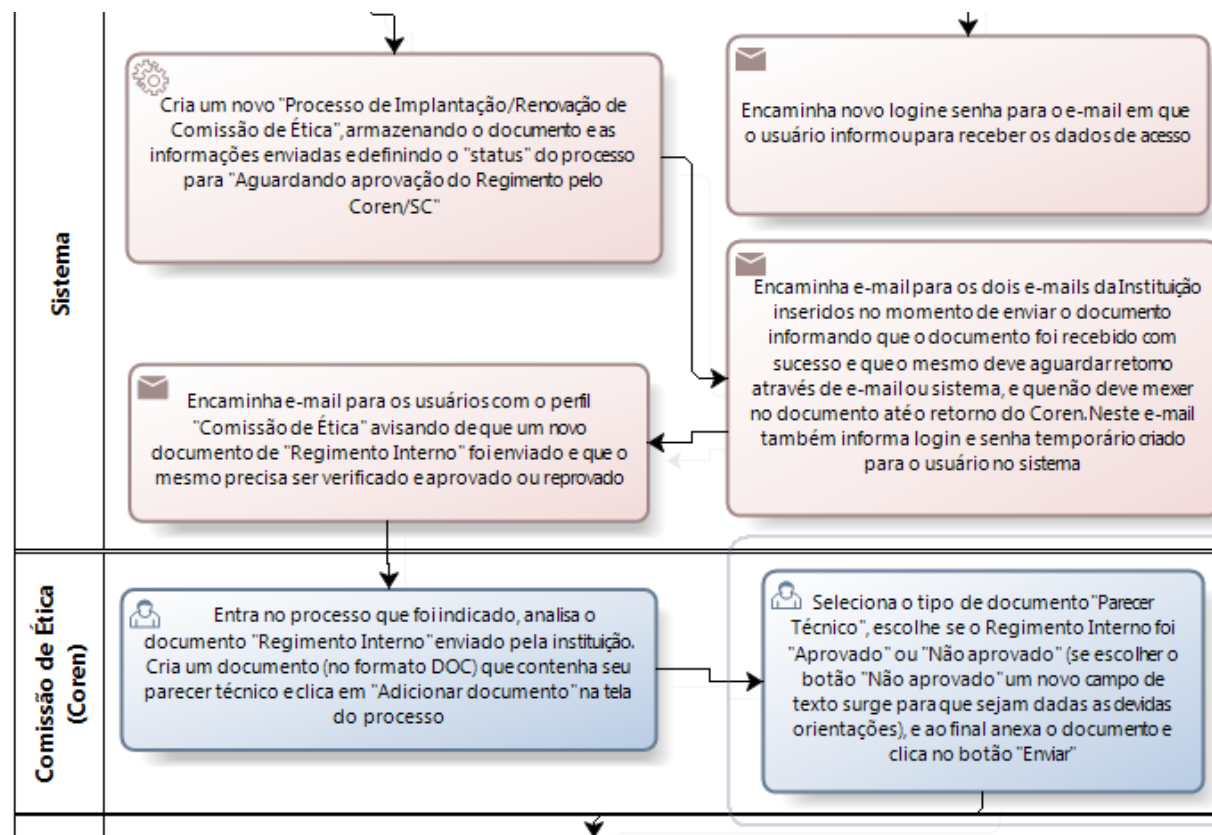 Sistema
Cria um novo "Processo de Implantação/Renovação de
Comissão de Ética", armazenando o documento e as
informações enviadas e definindo o "status" do processo
para "Aguardando aprovação do Regimento pelo
Coren/SC"
Encaminha novo login e senha para o e-mail em que
o usuário informou para receber os dados de acesso
Encaminha e-mail para os dois e-mails da Instituição
inseridos no momento de enviar o documento
informando que o documento foi recebido com
sucesso e que o mesmo deve aguardar retorno
através de e-mail ou sistema, e que não deve mexer
no documento até o retorno do Coren. Neste e-mail
também informa login e senha temporário criado
para o usuário no sistema
Encaminha e-mail para os usuários com o perfil
"Comissão de Ética" avisando de que um novo
documento de "Regimento Interno" foi enviado e que o
mesmo precisa ser verificado e aprovado ou reprovado
Comissão de Ética
(Coren)
Entra no processo que foi indicado, analisa o
documento "Regimento Interno" enviado pela instituição.
Cria um documento (no formato DOC) que contenha seu
parecer técnico e clica em "Adicionar documento" na tela
do processo
Seleciona o tipo de documento "Parecer
Técnico", escolhe se o Regimento Interno foi
"Aprovado" ou "Não aprovado" (se escolher o
botão "Não aprovado" um novo campo de
texto surge para que sejam dadas as devidas
orientações), e ao final anexa o documento e
clica no botão "Enviar"